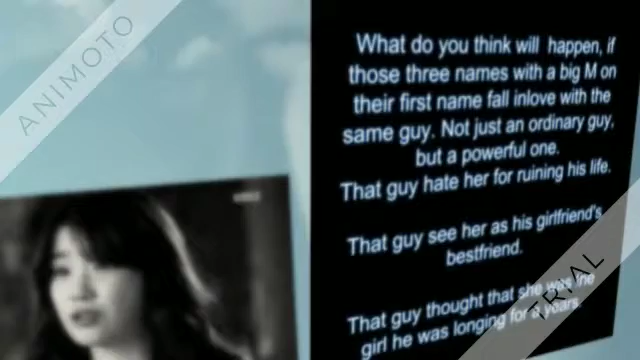 ANIMOTO
What do you think will happen, if
those three names with a big M on
their first name fall inlove with the
same guy. Not just an ordinary guy,
but a powerful one.
That guy hate her for ruining his life.
That guy see her as his girlfriend's
bestfriend.
That guy thought that she was the
girl he was longing for years.
TRIAL